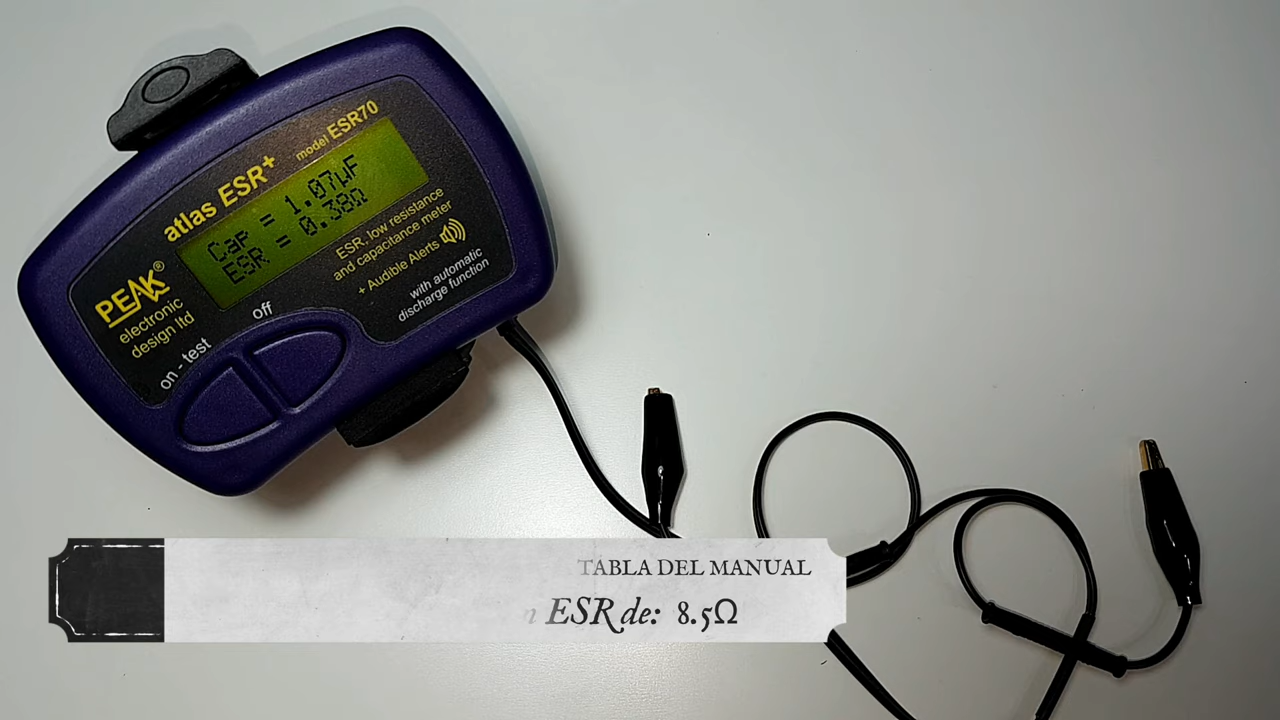 atlas ESR+
model ESR70
Cap = 1.07µF
ESR = 0.38Ω
PEAK®
electronic
design ltd
ESR, low resistance
and capacitance meter
+ Audible Alerts
with automatic
discharge function
on - test
off
TABLA DEL MANUAL
ESR de: 8.5Ω